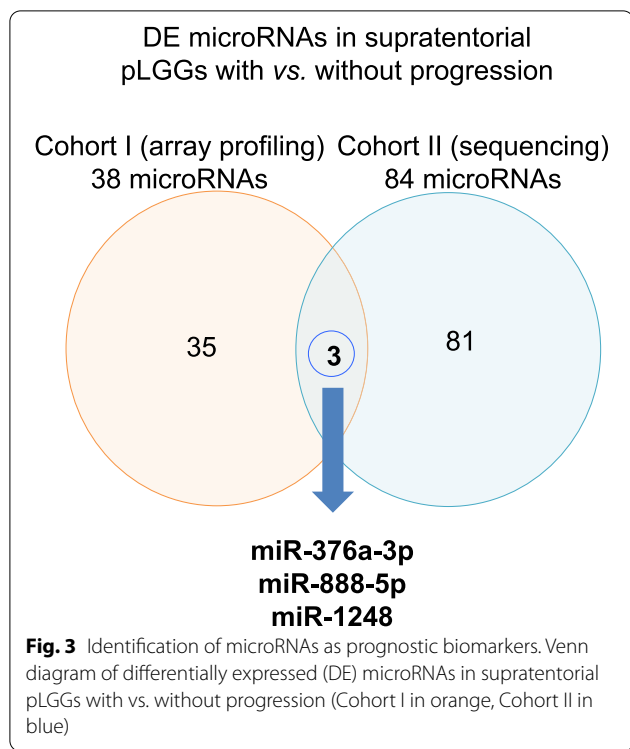 DE microRNAs in supratentorial
pLGGs with vs. without progression
Cohort I (array profiling)
38 microRNAs
Cohort II (sequencing)
84 microRNAs
35
3
81
miR-376a-3p
miR-888-5p
miR-1248
Fig. 3 Identification of microRNAs as prognostic biomarkers. Venn
diagram of differentially expressed (DE) microRNAs in supratentorial
pLGGs with vs. without progression (Cohort I in orange, Cohort II in
blue)